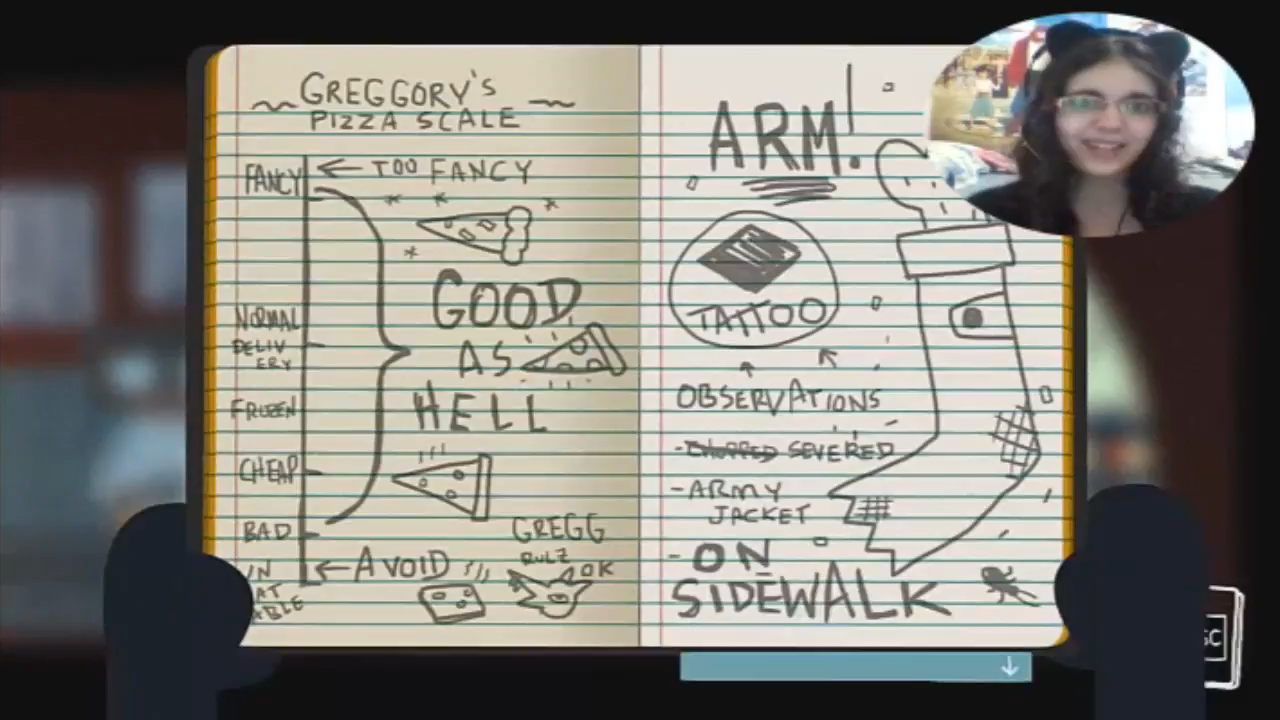 GREGGORY'S
PIZZA SCALE
FANCY
TOO FANCY
GOOD
NORMAL
DELIV
ERY
AS
HELL
FROZEN
CHEAP
BAD
AVOID
GREGG
RULZ
OK
ARM!
TATTOO
OBSERVATIONS
-CHOPPED SEVERED
-ARMY
JACKET
-ON
SIDEWALK